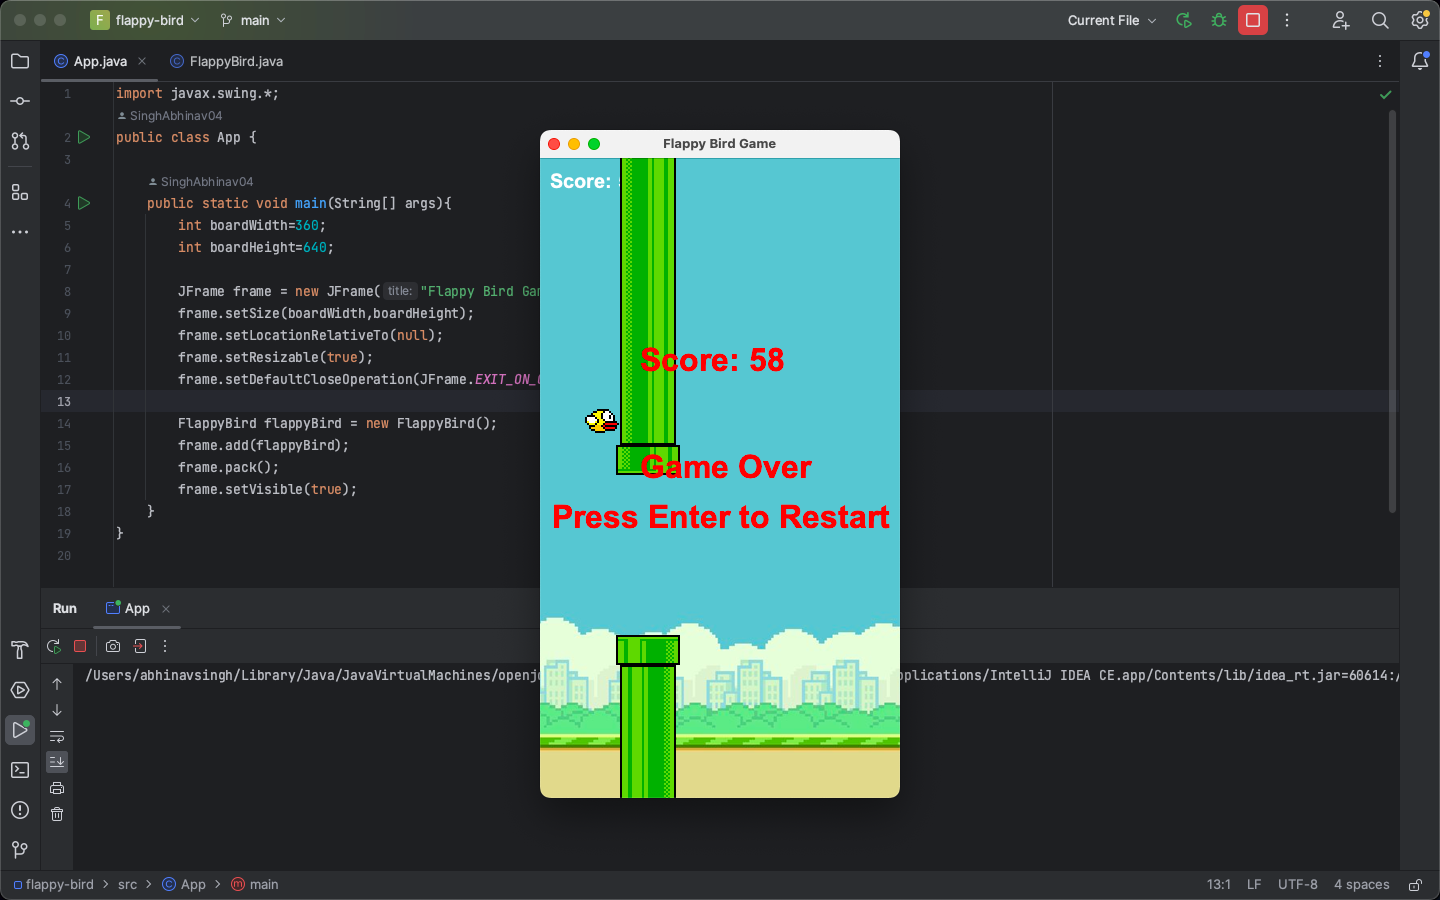 F flappy-bird main Current File
App.java FlappyBird.java
1 import javax.swing.*;
SinghAbhinav04
2 public class App {
3
SinghAbhinav04
4 public static void main(String[] args){
5 int boardWidth=360;
6 int boardHeight=640;
7
8 JFrame frame = new JFrame( title: "Flappy Bird
9 frame.setSize(boardWidth,boardHeight);
10 frame.setLocationRelativeTo(null);
11 frame.setResizable(true);
12 frame.setDefaultCloseOperation(JFrame.EXIT_ON_
13
14 FlappyBird flappyBird = new FlappyBird();
15 frame.add(flappyBird);
16 frame.pack();
17 frame.setVisible(true);
18 }
19 }
20
Flappy Bird Game
Score:
Score: 58
Game Over
Press Enter to Restart
Run App
/Users/abhinavsingh/Library/Java/JavaVirtualMachines/openj
plications/IntelliJ IDEA CE.app/Contents/lib/idea_rt.jar=60614:/
flappy-bird src App main
13:1 LF UTF-8 4 spaces